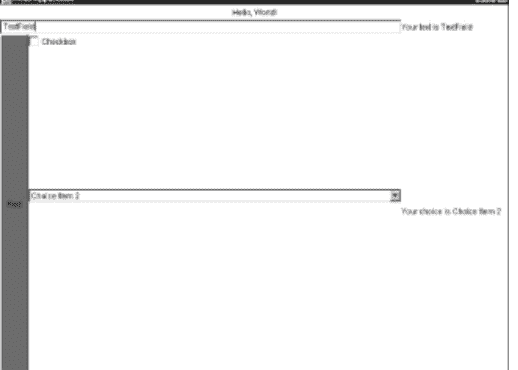 Hello, World!
TextField Your text is TextField
Checkbox
Choice Item 2
Your choice is Choice Item 2